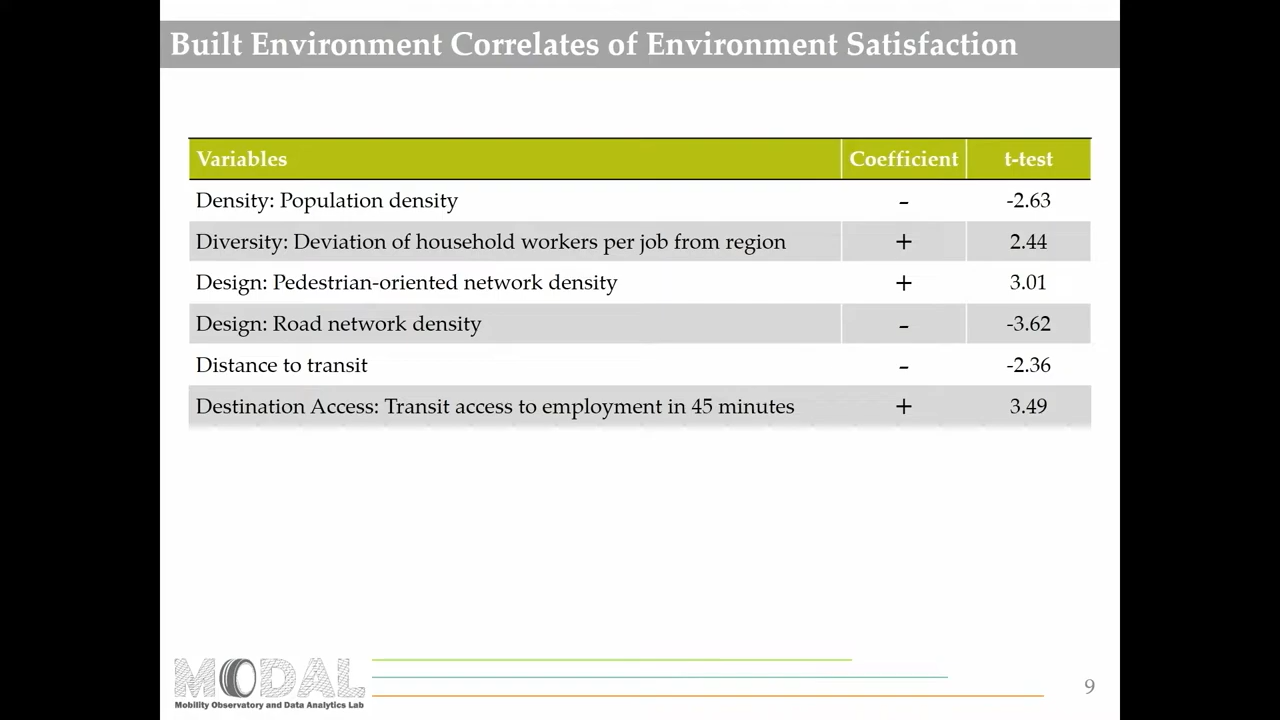 Built Environment Correlates of Environment Satisfaction
Variables Coefficient t-test
Density: Population density - -2.63
Diversity: Deviation of household workers per job from region + 2.44
Design: Pedestrian-oriented network density + 3.01
Design: Road network density - -3.62
Distance to transit - -2.36
Destination Access: Transit access to employment in 45 minutes + 3.49
MODAL
Mobility Observatory and Data Analytics Lab
9